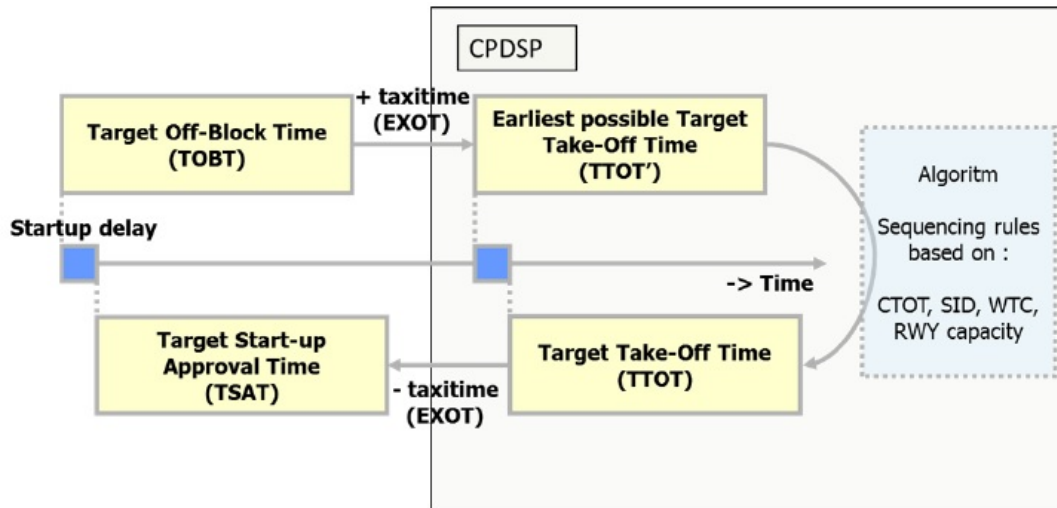 CPDSP
Target Off-Block Time
(TOBT)
+ taxitime
(EXOT)
Earliest possible Target
Take-Off Time
(TTOT’)
Algoritm
Sequencing rules
based on :
CTOT, SID, WTC,
RWY capacity
Startup delay
-> Time
Target Start-up
Approval Time
(TSAT)
- taxitime
(EXOT)
Target Take-Off Time
(TTOT)